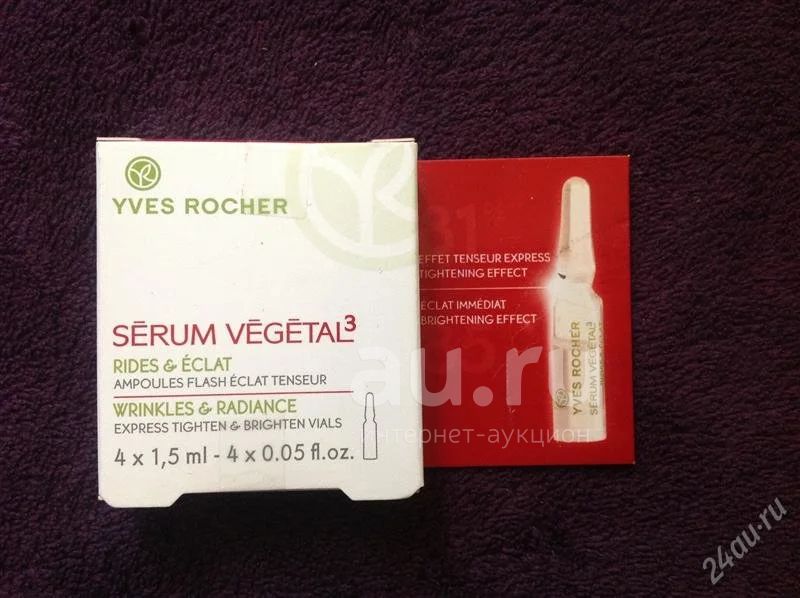 YVES ROCHER
SĒRUM VĒGĒTAL³
RIDES & ÉCLAT
AMPOULES FLASH ÉCLAT TENSEUR
WRINKLES & RADIANCE
EXPRESS TIGHTEN & BRIGHTEN VIALS
4 x 1,5 ml - 4 x 0.05 fl.oz.
EFFET TENSEUR EXPRESS
TIGHTENING EFFECT
ÉCLAT IMMÉDIAT
BRIGHTENING EFFECT
YVES ROCHER
SĒRUM VĒGĒTAL³
au.ru
интернет-аукцион
24au.ru